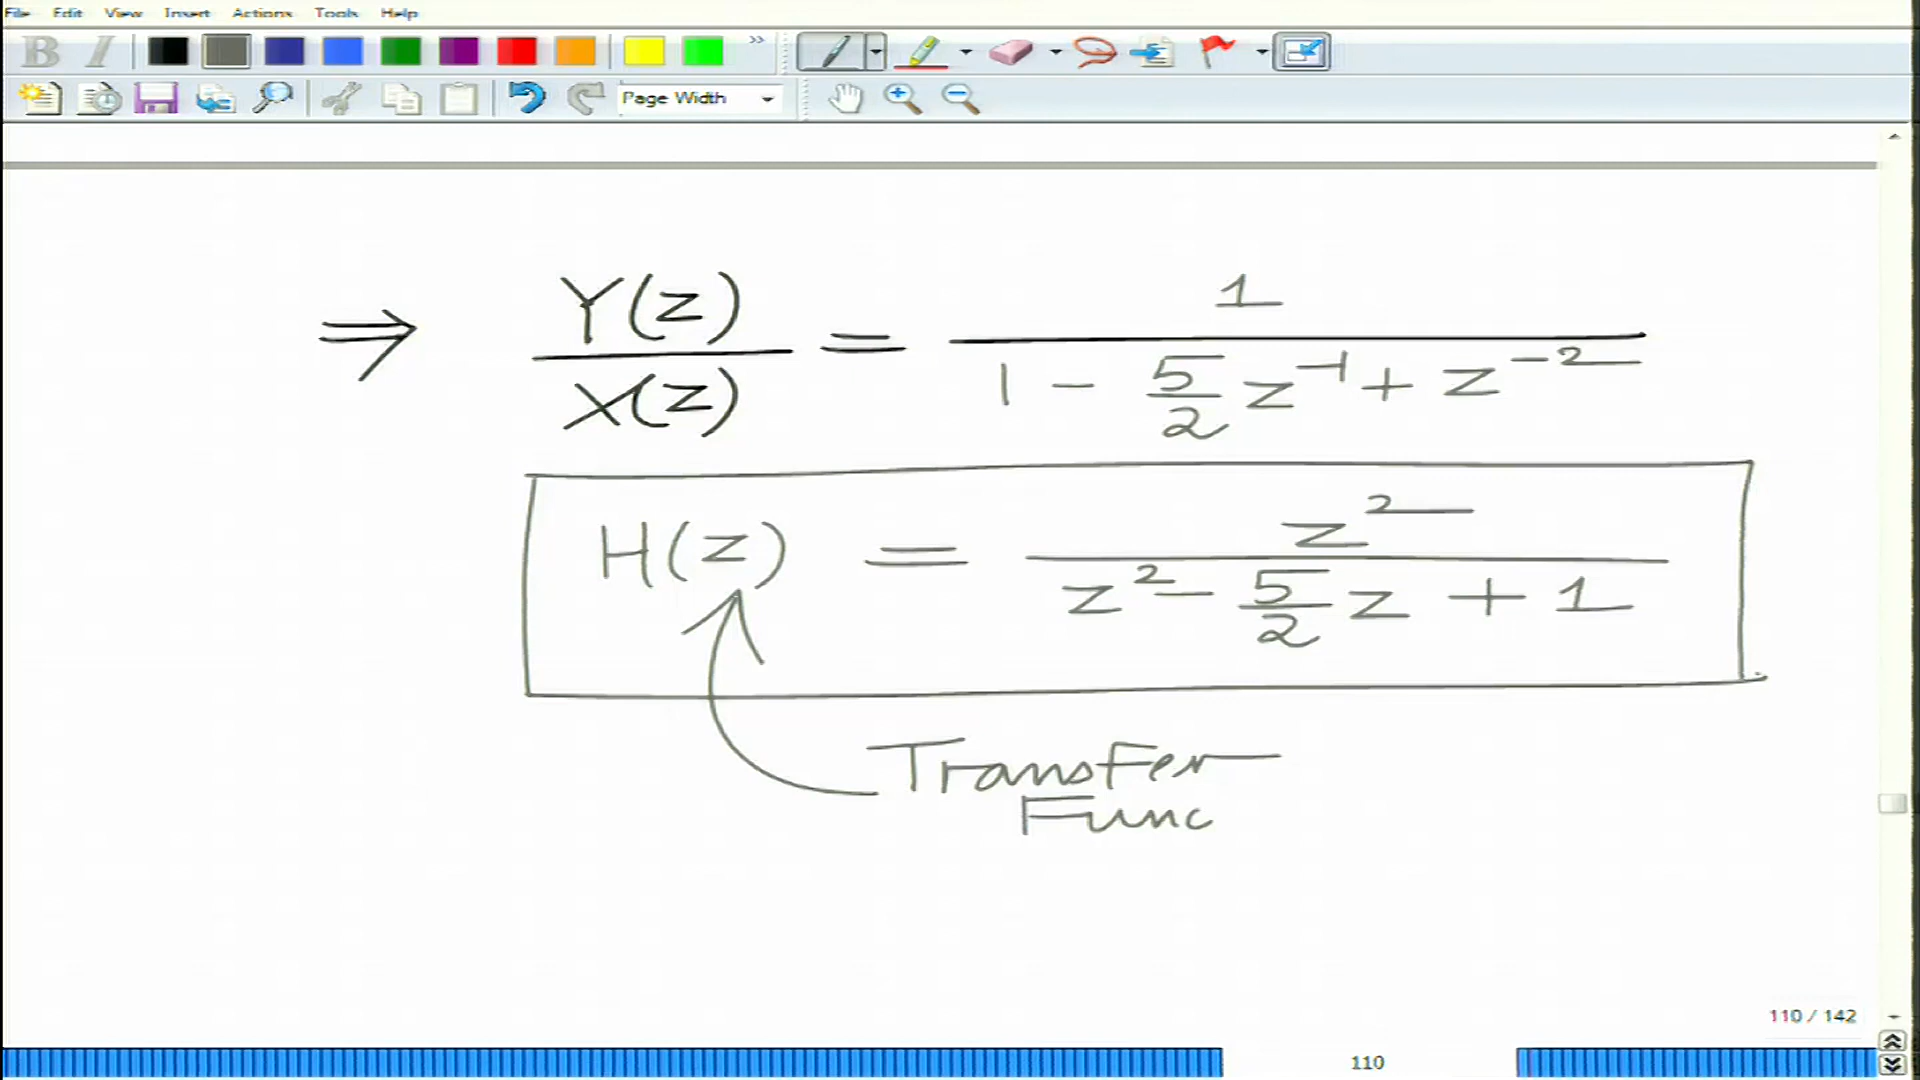 File Edit View Insert Actions Tools Help
B I » 
Page Width
⇒ Y(z)/X(z) = 1/(1 - 5/2 z^-1 + z^-2)
H(z) = z^2/(z^2 - 5/2 z + 1)
Transfer
Func
110 / 142
110